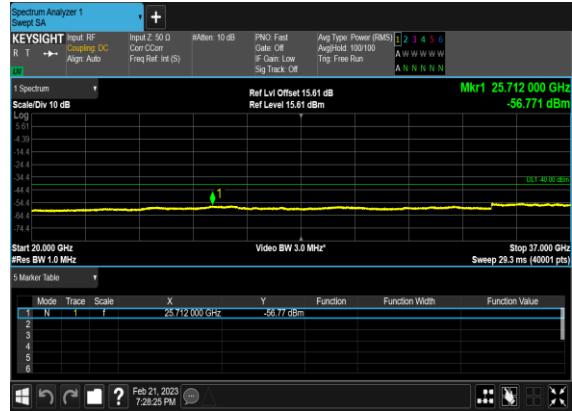 Spectrum Analyzer 1
Swept SA
+
KEYSIGHT Input: RF Input Z: 50 Ω #Atten: 10 dB PNO: Fast Avg Type: Power (RMS) 1 2 3 4 5 6
R T Coupling: DC Corr CCorr Gate: Off Avg|Hold: 100/100 A W W W W W
Align: Auto Freq Ref: Int (S) IF Gain: Low Trig: Free Run
Sig Track: Off A N N N N N
1 Spectrum Ref Lvl Offset 15.61 dB Mkr1 25.712 000 GHz
Scale/Div 10 dB Ref Level 15.61 dBm -56.771 dBm
Log
5.61
-4.39
-14.4
-24.4
-34.4
DL1 -40.00 dBm
-44.4
1
-54.4
-64.4
-74.4
Start 20.000 GHz Video BW 3.0 MHz* Stop 37.000 GHz
#Res BW 1.0 MHz Sweep 29.3 ms (40001 pts)
5 Marker Table
Mode Trace Scale X Y Function Function Width Function Value
1 N 1 f 25.712 000 GHz -56.77 dBm
2
3
4
5
6
? Feb 21, 2023
7:28:25 PM